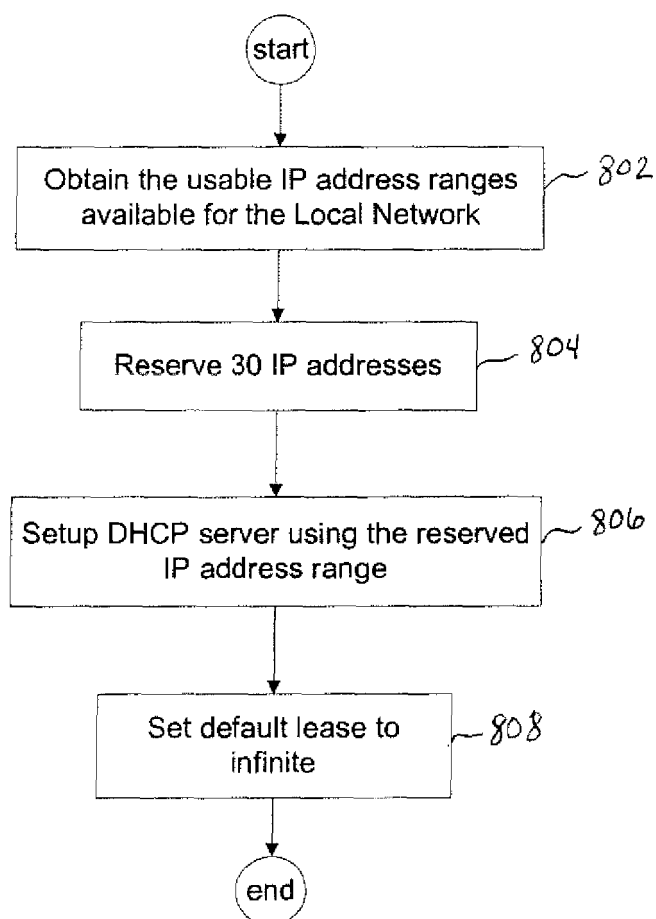 start
Obtain the usable IP address ranges
available for the Local Network
802
Reserve 30 IP addresses
804
Setup DHCP server using the reserved
IP address range
806
Set default lease to
infinite
808
end